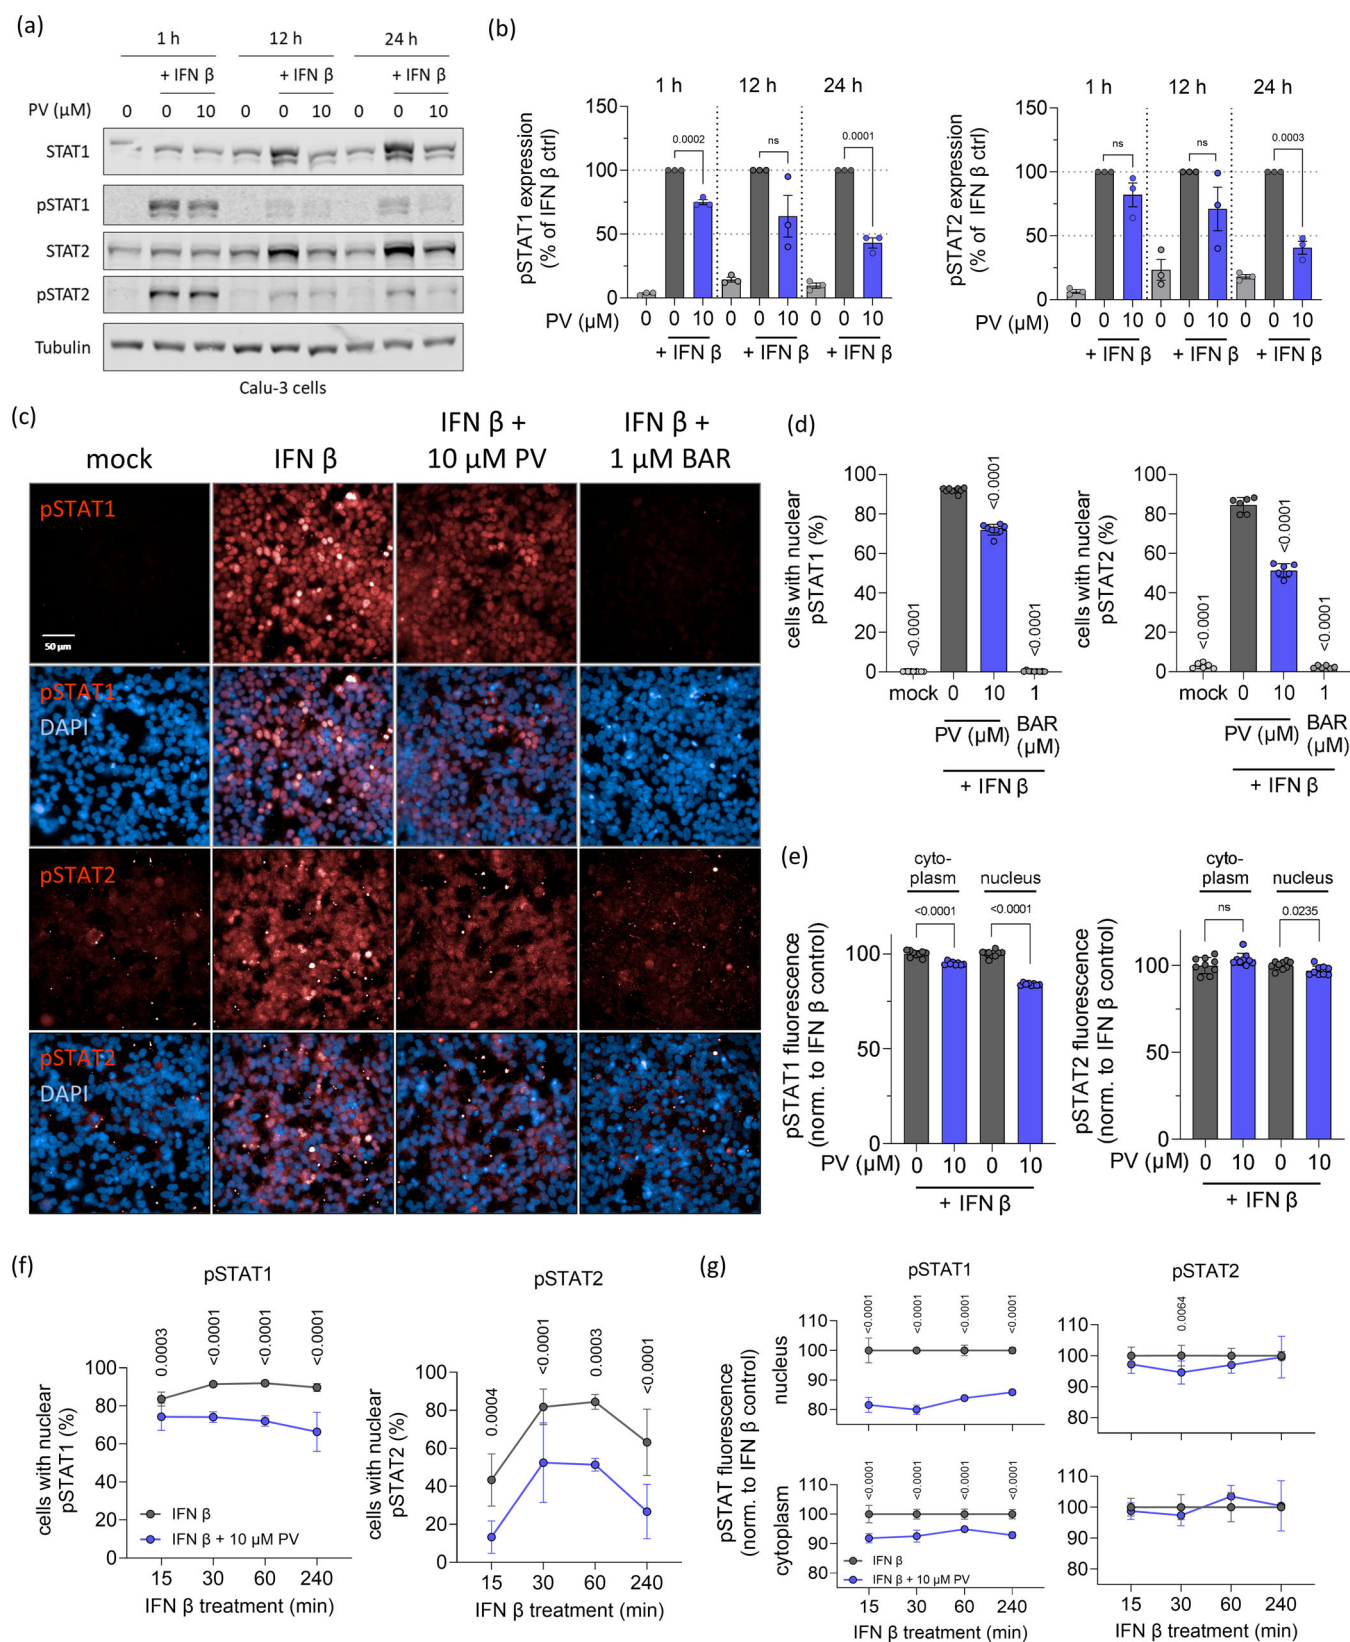 (a)
1 h 12 h 24 h
+ IFN β + IFN β + IFN β
PV (µM) 0 0 10 0 0 10 0 0 10
STAT1
pSTAT1
STAT2
pSTAT2
Tubulin
Calu-3 cells
(b)
1 h 12 h 24 h
pSTAT1 expression
(% of IFN β ctrl)
150
100
50
0
0.0002 ns 0.0001
PV (µM) 0 0 10 0 0 10 0 0 10
+ IFN β + IFN β + IFN β
1 h 12 h 24 h
pSTAT2 expression
(% of IFN β ctrl)
150
100
50
0
ns ns 0.0003
PV (µM) 0 0 10 0 0 10 0 0 10
+ IFN β + IFN β + IFN β
(c)
mock
IFN β
IFN β +
10 µM PV
IFN β +
1 µM BAR
pSTAT1
50 µm
pSTAT1
DAPI
pSTAT2
pSTAT2
DAPI
(d)
cells with nuclear
pSTAT1 (%)
100
80
60
40
20
0
<0.0001 <0.0001 <0.0001
mock 0 10 1
PV (µM) BAR
(µM)
+ IFN β
cells with nuclear
pSTAT2 (%)
100
80
60
40
20
0
<0.0001 <0.0001 <0.0001
mock 0 10 1
PV (µM) BAR
(µM)
+ IFN β
(e)
cyto-
plasm nucleus
<0.0001 <0.0001
pSTAT1 fluorescence
(norm. to IFN β control)
100
50
0
PV (µM) 0 10 0 10
+ IFN β
cyto-
plasm nucleus
ns 0.0235
pSTAT2 fluorescence
(norm. to IFN β control)
100
50
0
PV (µM) 0 10 0 10
+ IFN β
(f)
pSTAT1
0.0003 <0.0001 <0.0001 <0.0001
cells with nuclear
pSTAT1 (%)
100
80
60
40
20
0
IFN β
IFN β + 10 µM PV
15 30 60 240
IFN β treatment (min)
pSTAT2
0.0004 <0.0001 0.0003 <0.0001
cells with nuclear
pSTAT2 (%)
100
80
60
40
20
0
15 30 60 240
IFN β treatment (min)
(g)
pSTAT1 pSTAT2
pSTAT fluorescence
(norm. to IFN β control)
nucleus
<0.0001 <0.0001 <0.0001 <0.0001
110
100
90
80
0.0064
110
100
90
80
cytoplasm
<0.0001 <0.0001 <0.0001 <0.0001
110
100
90
80
IFN β
IFN β + 10 µM PV
15 30 60 240
IFN β treatment (min)
110
100
90
80
15 30 60 240
IFN β treatment (min)